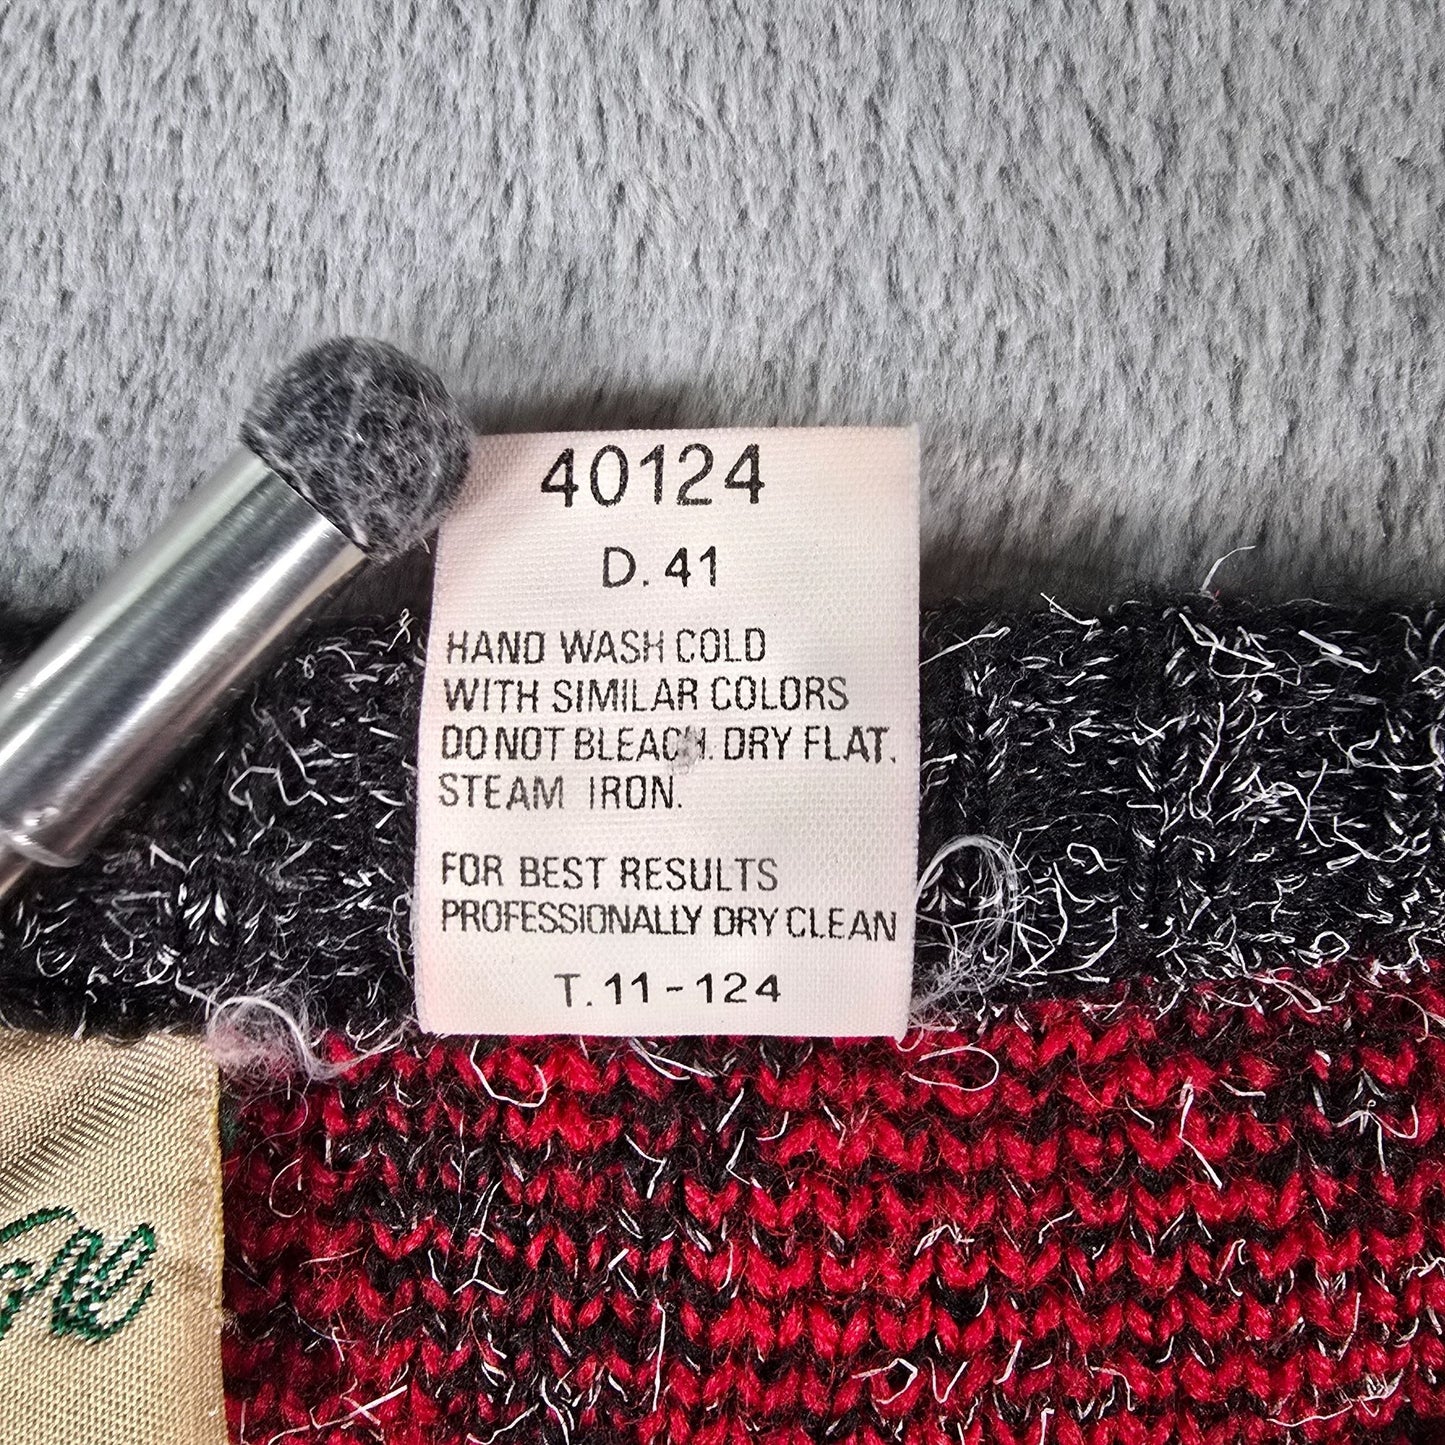 40124
D.41
HAND WASH COLD
WITH SIMILAR COLORS
DO NOT BLEACH. DRY FLAT.
STEAM IRON.
FOR BEST RESULTS
PROFESSIONALLY DRY CLEAN
T.11-124